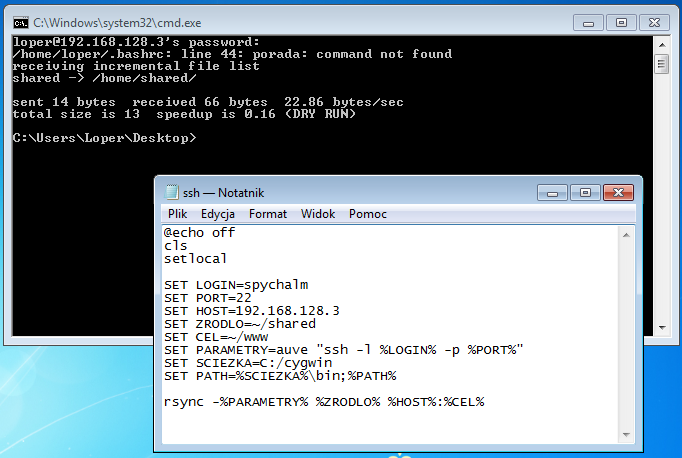 C:\Windows\system32\cmd.exe
loper@192.168.128.3's password:
/home/loper/.bashrc: line 44: porada: command not found
receiving incremental file list
shared -> /home/shared/
sent 14 bytes  received 66 bytes  22.86 bytes/sec
total size is 13  speedup is 0.16 (DRY RUN)
C:\Users\Loper\Desktop>
ssh — Notatnik
Plik Edycja Format Widok Pomoc
@echo off
cls
setlocal
SET LOGIN=spychalm
SET PORT=22
SET HOST=192.168.128.3
SET ZRODLO=~/shared
SET CEL=~/www
SET PARAMETRY=auve "ssh -l %LOGIN% -p %PORT%"
SET SCIEZKA=C:/cygwin
SET PATH=%SCIEZKA%\bin;%PATH%
rsync -%PARAMETRY% %ZRODLO% %HOST%:%CEL%